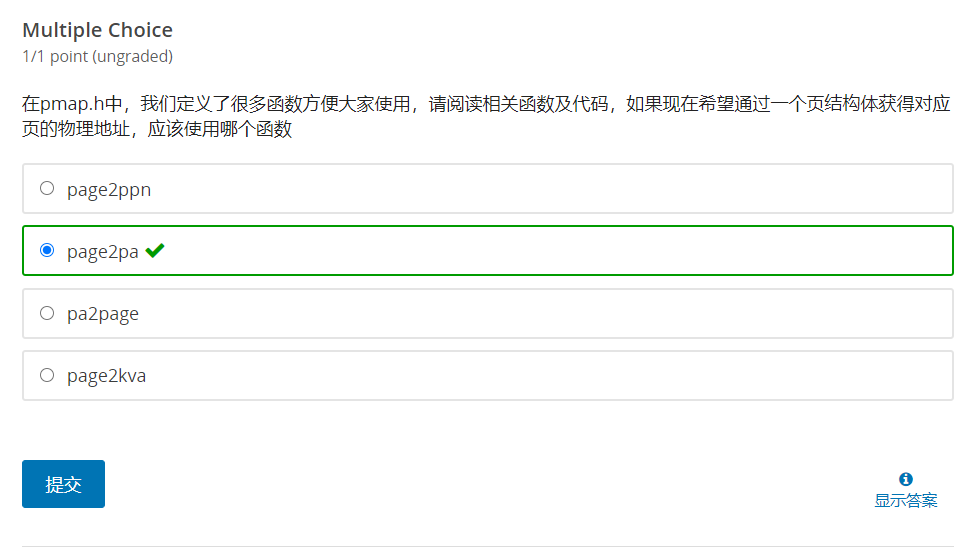 Multiple Choice
1/1 point (ungraded)
在pmap.h中，我们定义了很多函数方便大家使用，请阅读相关函数及代码，如果现在希望通过一个页结构体获得对应
页的物理地址，应该使用哪个函数
page2ppn
page2pa
pa2page
page2kva
提交
显示答案